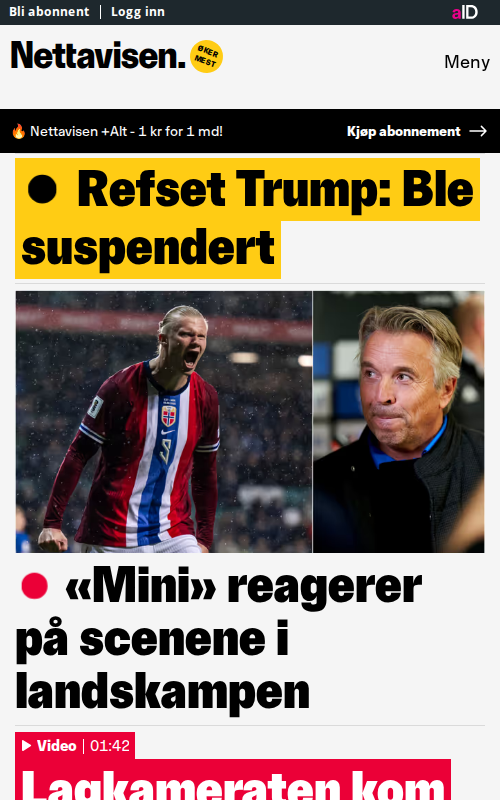 Bli abonnent | Logg inn
aID
Nettavisen.
ØKER
MEST
Meny
🔥 Nettavisen +Alt - 1 kr for 1 md!
Kjøp abonnement →
Refset Trump: Ble
suspendert
«Mini» reagerer
på scenene i
landskampen
Video | 01:42
Lagkameraten kom